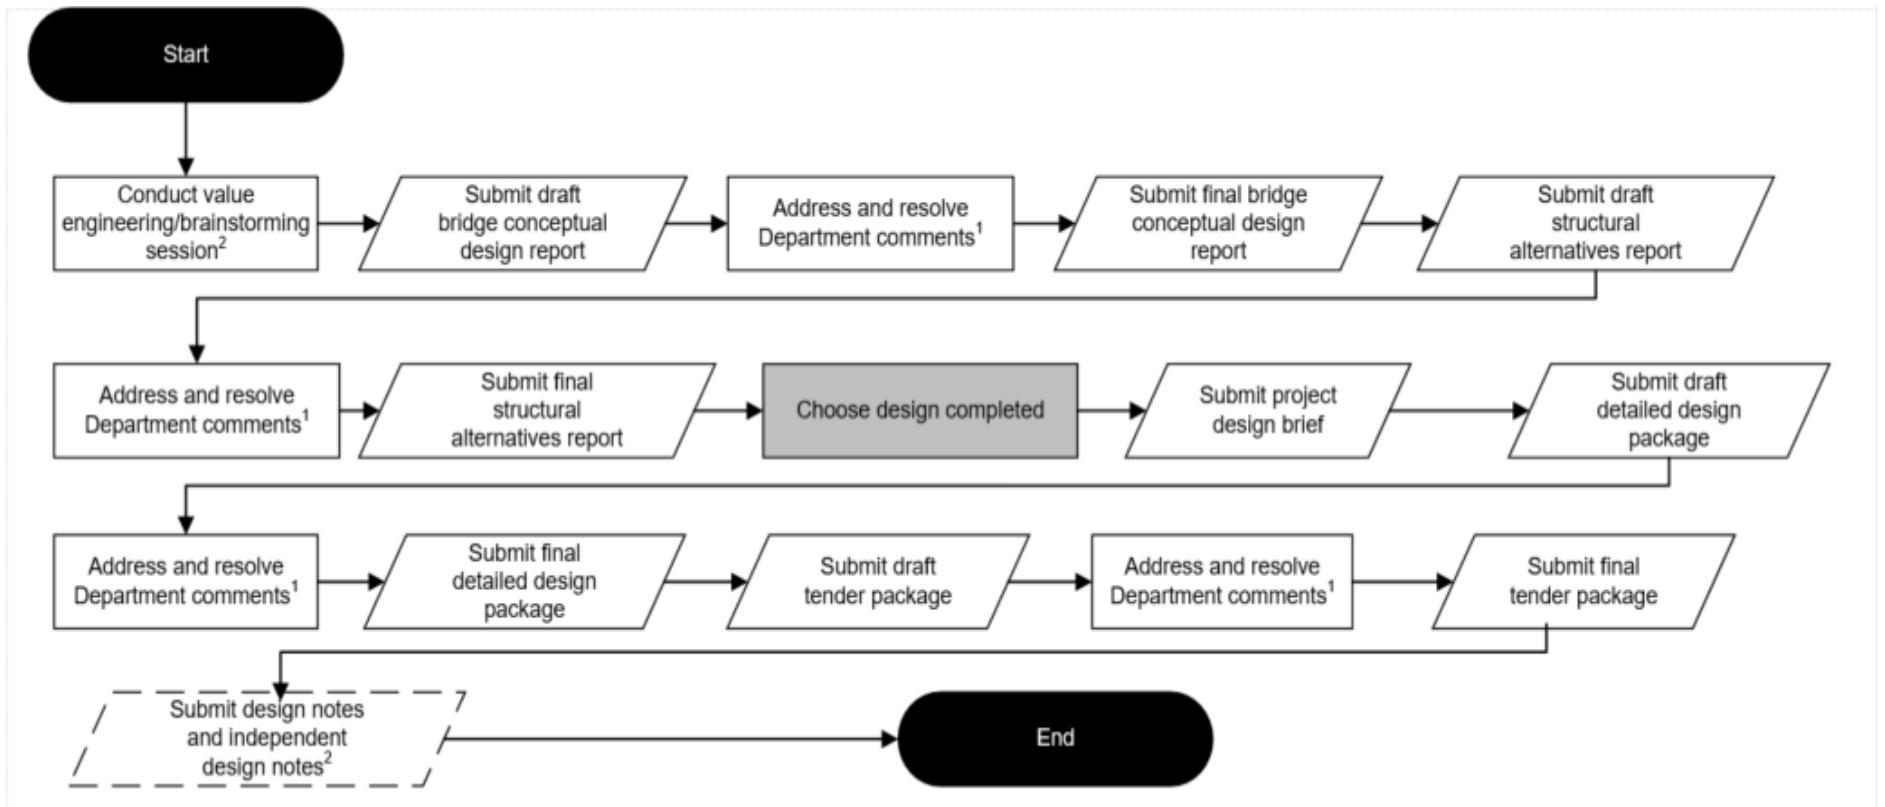 Start
Conduct value
engineering/brainstorming
session²
Submit draft
bridge conceptual
design report
Address and resolve
Department comments¹
Submit final bridge
conceptual design
report
Submit draft
structural
alternatives report
Address and resolve
Department comments¹
Submit final
structural
alternatives report
Choose design completed
Submit project
design brief
Submit draft
detailed design
package
Address and resolve
Department comments¹
Submit final
detailed design
package
Submit draft
tender package
Address and resolve
Department comments¹
Submit final
tender package
Submit design notes
and independent
design notes²
End